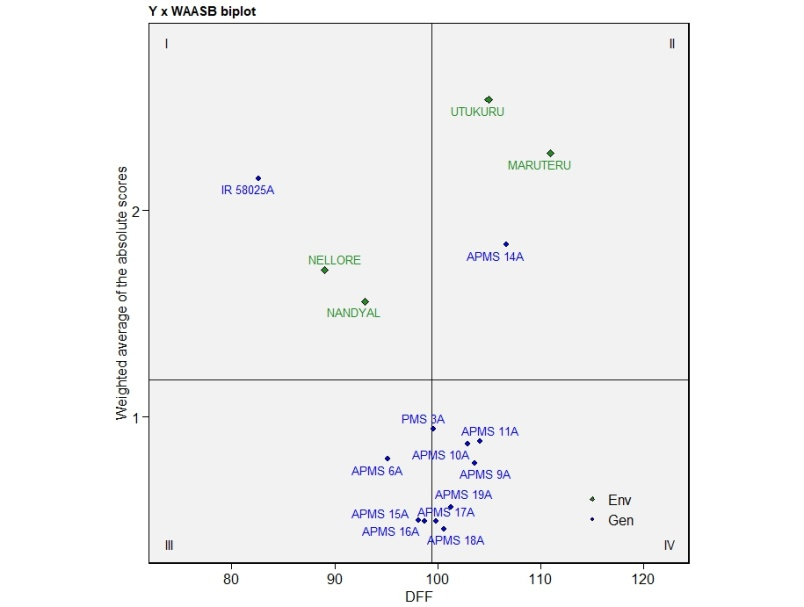 Y x WAASB biplot
I
II
UTUKURU
MARUTERU
IR 58025A
APMS 14A
NELLORE
NANDYAL
PMS 3A
APMS 11A
APMS 10A
APMS 6A
APMS 9A
APMS 19A
APMS 15A
APMS 17A
APMS 16A
APMS 18A
Env
Gen
III
IV
2
1
Weighted average of the absolute scores
80
90
100
110
120
DFF